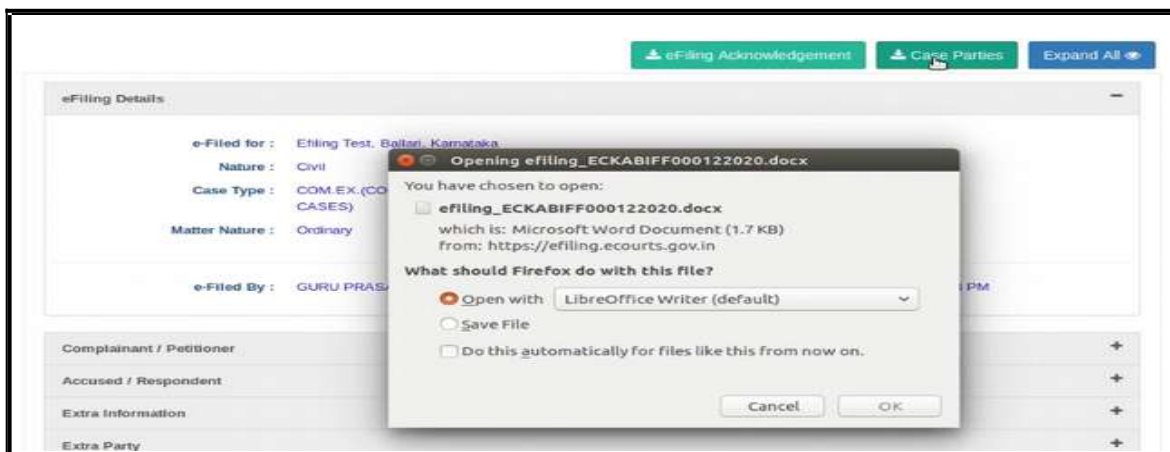 eFiling Acknowledgement Case Parties Expand All
eFiling Details
e-Filed for : Efiling Test, Ballari, Karnataka
Nature : Civil
Case Type : COM.EX.(CO
CASES)
Matter Nature : Ordinary
e-Filed By : GURU PRASA PM
Opening efiling_ECKABIFF000122020.docx
You have chosen to open:
efiling_ECKABIFF000122020.docx
which is: Microsoft Word Document (1.7 KB)
from: https://efiling.ecourts.gov.in
What should Firefox do with this file?
Open with LibreOffice Writer (default)
Save File
Do this automatically for files like this from now on.
Cancel OK
Complainant / Petitioner
Accused / Respondent
Extra Information
Extra Party